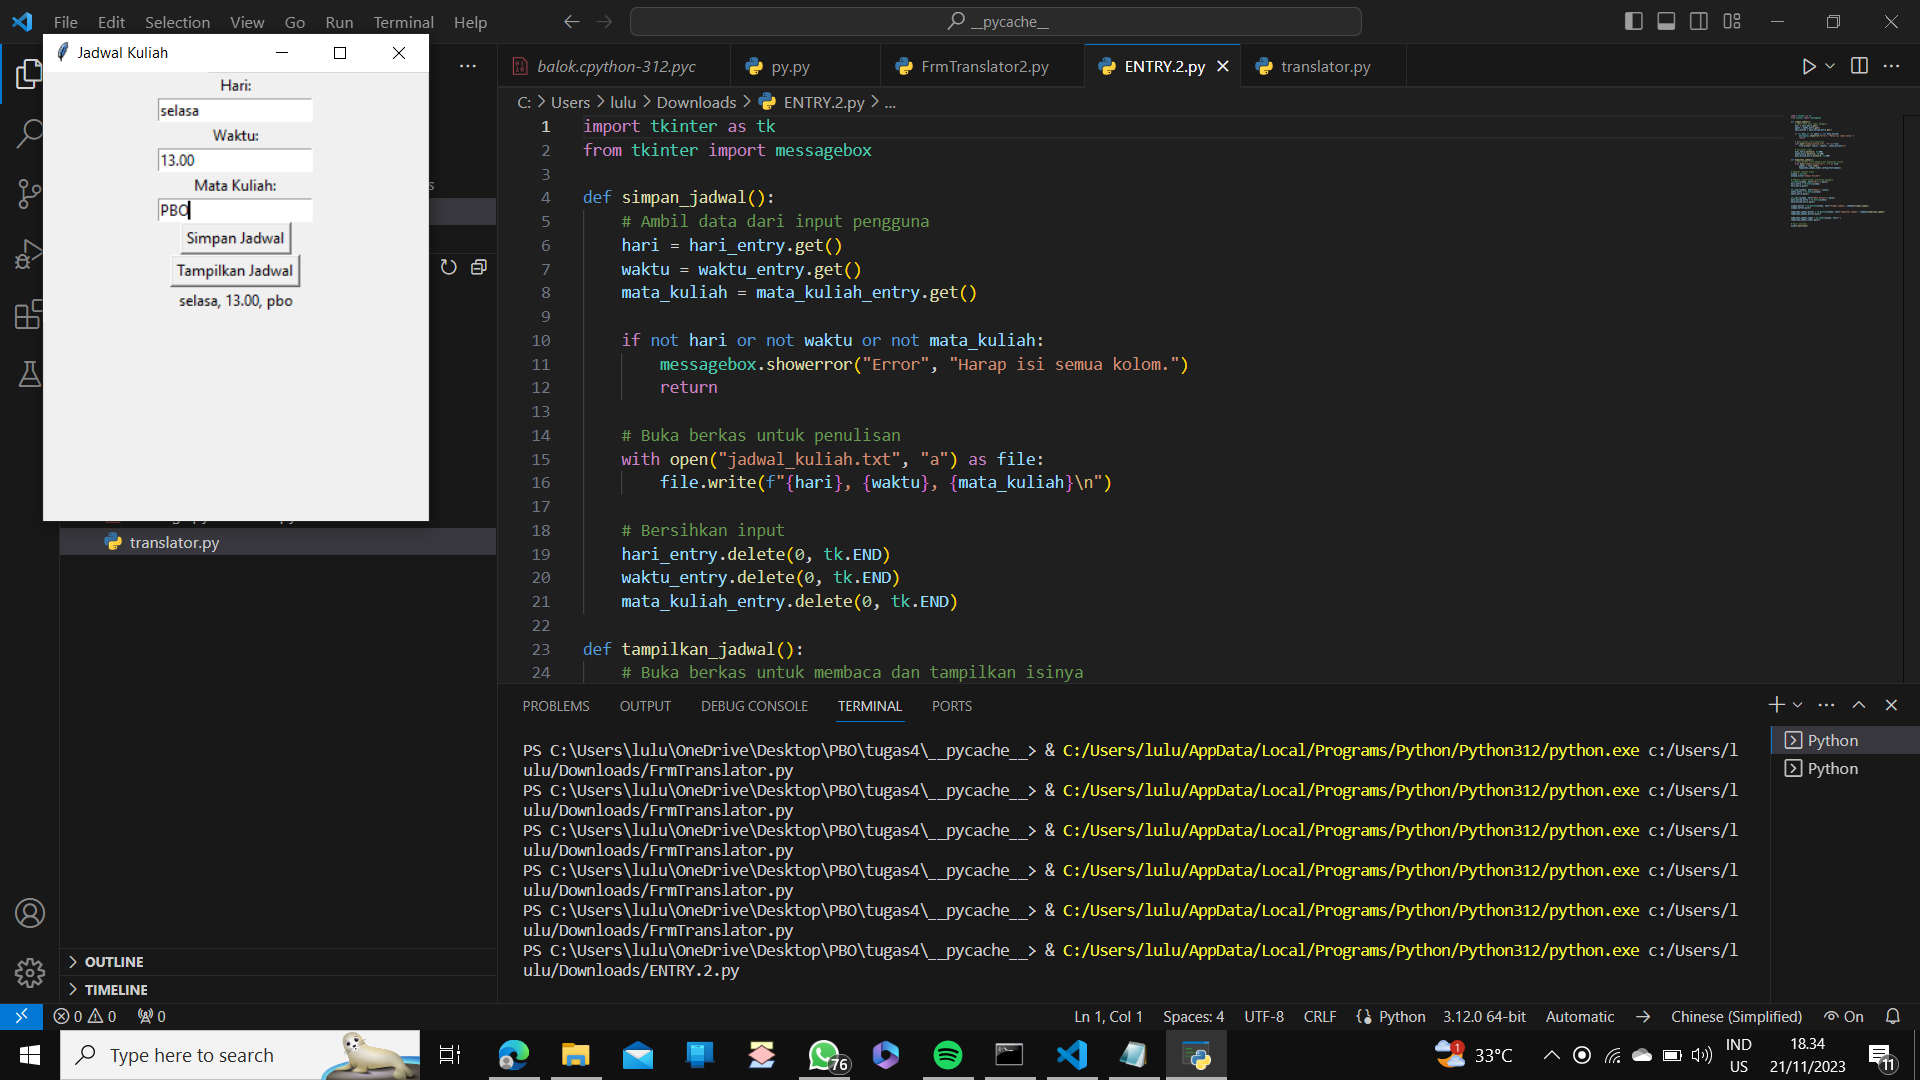 File Edit Selection View Go Run Terminal Help
__pycache__
Jadwal Kuliah
Hari:
selasa
Waktu:
13.00
Mata Kuliah:
PBO
Simpan Jadwal
Tampilkan Jadwal
selasa, 13.00, pbo
translator.py
OUTLINE
TIMELINE
balok.cpython-312.pyc
py.py
FrmTranslator2.py
ENTRY.2.py
translator.py
C: > Users > lulu > Downloads > ENTRY.2.py > ...
1 import tkinter as tk
2 from tkinter import messagebox
3
4 def simpan_jadwal():
5 # Ambil data dari input pengguna
6 hari = hari_entry.get()
7 waktu = waktu_entry.get()
8 mata_kuliah = mata_kuliah_entry.get()
9
10 if not hari or not waktu or not mata_kuliah:
11 messagebox.showerror("Error", "Harap isi semua kolom.")
12 return
13
14 # Buka berkas untuk penulisan
15 with open("jadwal_kuliah.txt", "a") as file:
16 file.write(f"{hari}, {waktu}, {mata_kuliah}\n")
17
18 # Bersihkan input
19 hari_entry.delete(0, tk.END)
20 waktu_entry.delete(0, tk.END)
21 mata_kuliah_entry.delete(0, tk.END)
22
23 def tampilkan_jadwal():
24 # Buka berkas untuk membaca dan tampilkan isinya
PROBLEMS OUTPUT DEBUG CONSOLE TERMINAL PORTS
PS C:\Users\lulu\OneDrive\Desktop\PBO\tugas4\__pycache__> & C:/Users/lulu/AppData/Local/Programs/Python/Python312/python.exe c:/Users/l
ulu/Downloads/FrmTranslator.py
PS C:\Users\lulu\OneDrive\Desktop\PBO\tugas4\__pycache__> & C:/Users/lulu/AppData/Local/Programs/Python/Python312/python.exe c:/Users/l
ulu/Downloads/FrmTranslator.py
PS C:\Users\lulu\OneDrive\Desktop\PBO\tugas4\__pycache__> & C:/Users/lulu/AppData/Local/Programs/Python/Python312/python.exe c:/Users/l
ulu/Downloads/FrmTranslator.py
PS C:\Users\lulu\OneDrive\Desktop\PBO\tugas4\__pycache__> & C:/Users/lulu/AppData/Local/Programs/Python/Python312/python.exe c:/Users/l
ulu/Downloads/FrmTranslator.py
PS C:\Users\lulu\OneDrive\Desktop\PBO\tugas4\__pycache__> & C:/Users/lulu/AppData/Local/Programs/Python/Python312/python.exe c:/Users/l
ulu/Downloads/FrmTranslator.py
PS C:\Users\lulu\OneDrive\Desktop\PBO\tugas4\__pycache__> & C:/Users/lulu/AppData/Local/Programs/Python/Python312/python.exe c:/Users/l
ulu/Downloads/ENTRY.2.py
Python
Python
0 0 0
Ln 1, Col 1 Spaces: 4 UTF-8 CRLF Python 3.12.0 64-bit Automatic Chinese (Simplified) On
Type here to search
76
1
33°C
IND
US
18.34
21/11/2023
11